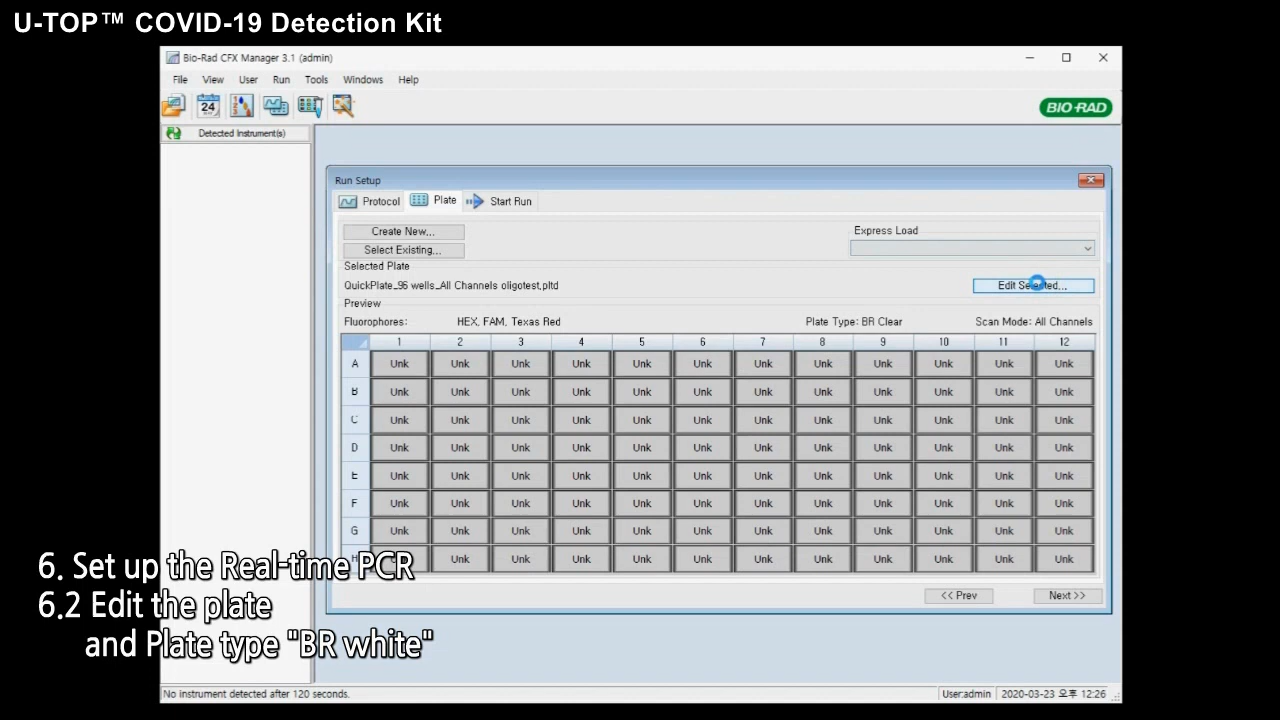 U-TOP™ COVID-19 Detection Kit
Bio-Rad CFX Manager 3.1 (admin)
File View User Run Tools Windows Help
24
BIO-RAD
Detected Instrument(s)
Run Setup
Protocol Plate Start Run
Create New...
Express Load
Select Existing...
Selected Plate
QuickPlate_96 wells_All Channels oligotest.pltd
Edit Selected...
Preview
Fluorophores: HEX, FAM, Texas Red Plate Type: BR Clear Scan Mode: All Channels
1 2 3 4 5 6 7 8 9 10 11 12
A Unk Unk Unk Unk Unk Unk Unk Unk Unk Unk Unk Unk
B Unk Unk Unk Unk Unk Unk Unk Unk Unk Unk Unk Unk
C Unk Unk Unk Unk Unk Unk Unk Unk Unk Unk Unk Unk
D Unk Unk Unk Unk Unk Unk Unk Unk Unk Unk Unk Unk
E Unk Unk Unk Unk Unk Unk Unk Unk Unk Unk Unk Unk
F Unk Unk Unk Unk Unk Unk Unk Unk Unk Unk Unk Unk
G Unk Unk Unk Unk Unk Unk Unk Unk Unk Unk Unk Unk
H Unk Unk Unk Unk Unk Unk Unk Unk Unk Unk Unk
<< Prev Next >>
6. Set up the Real-time PCR
6.2 Edit the plate
and Plate type "BR white"
No instrument detected after 120 seconds.
User:admin 2020-03-23 오후 12:26